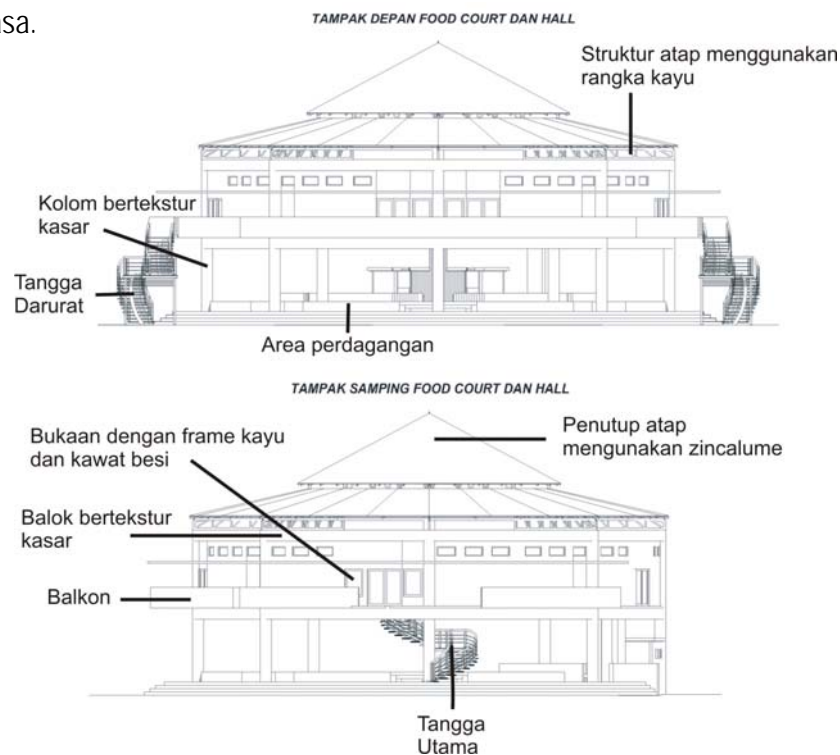 asa.
TAMPAK DEPAN FOOD COURT DAN HALL
Struktur atap menggunakan
rangka kayu
Kolom bertekstur
kasar
Tangga
Darurat
Area perdagangan
TAMPAK SAMPING FOOD COURT DAN HALL
Bukaan dengan frame kayu
dan kawat besi
Penutup atap
mengunakan zincalume
Balok bertekstur
kasar
Balkon
Tangga
Utama